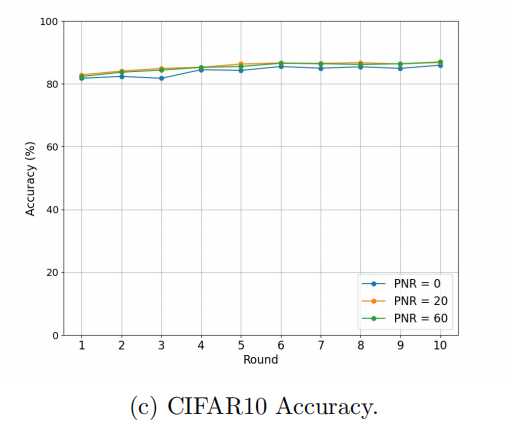 100
80
60
40
20
0
Accuracy (%)
PNR = 0
PNR = 20
PNR = 60
1 2 3 4 5 6 7 8 9 10
Round
(c) CIFAR10 Accuracy.